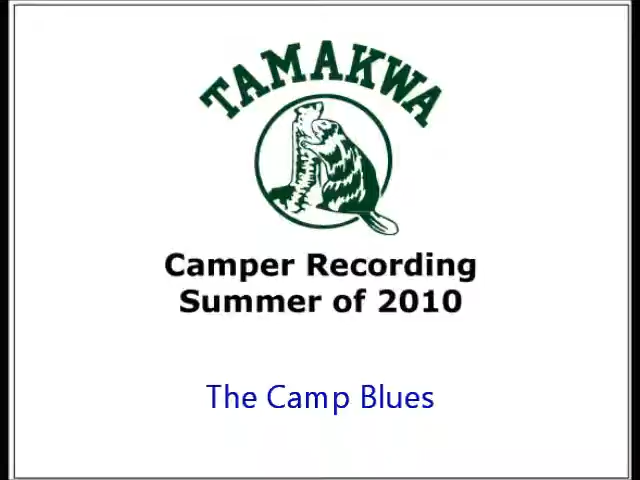 TAMAKWA
Camper Recording
Summer of 2010
The Camp Blues